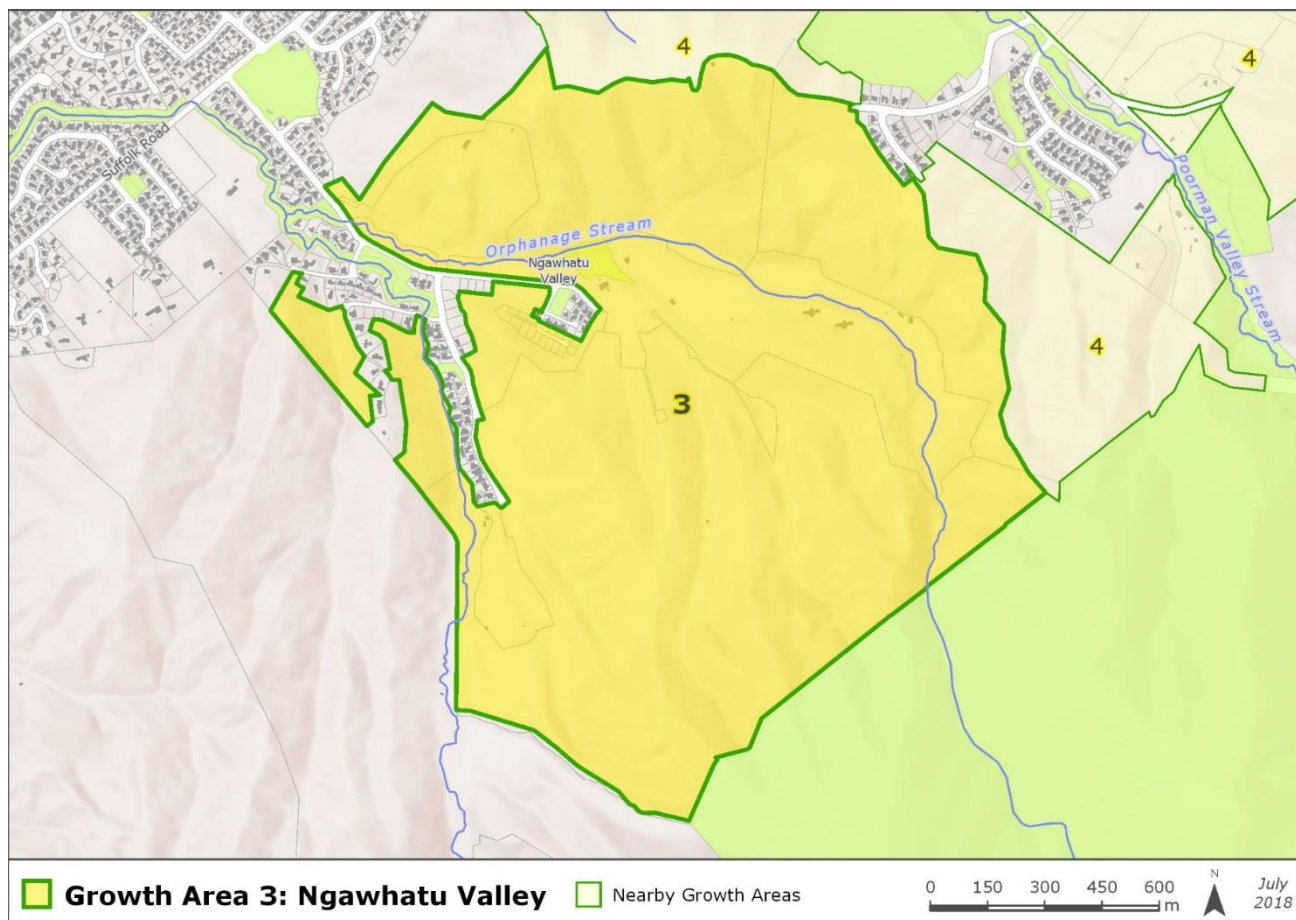 4
4
Suffolk Road
Poorman Valley Stream
Orphanage Stream
Ngawhatu
Valley
4
3
Growth Area 3: Ngawhatu Valley
Nearby Growth Areas
0 150 300 450 600
m
N
July
2018